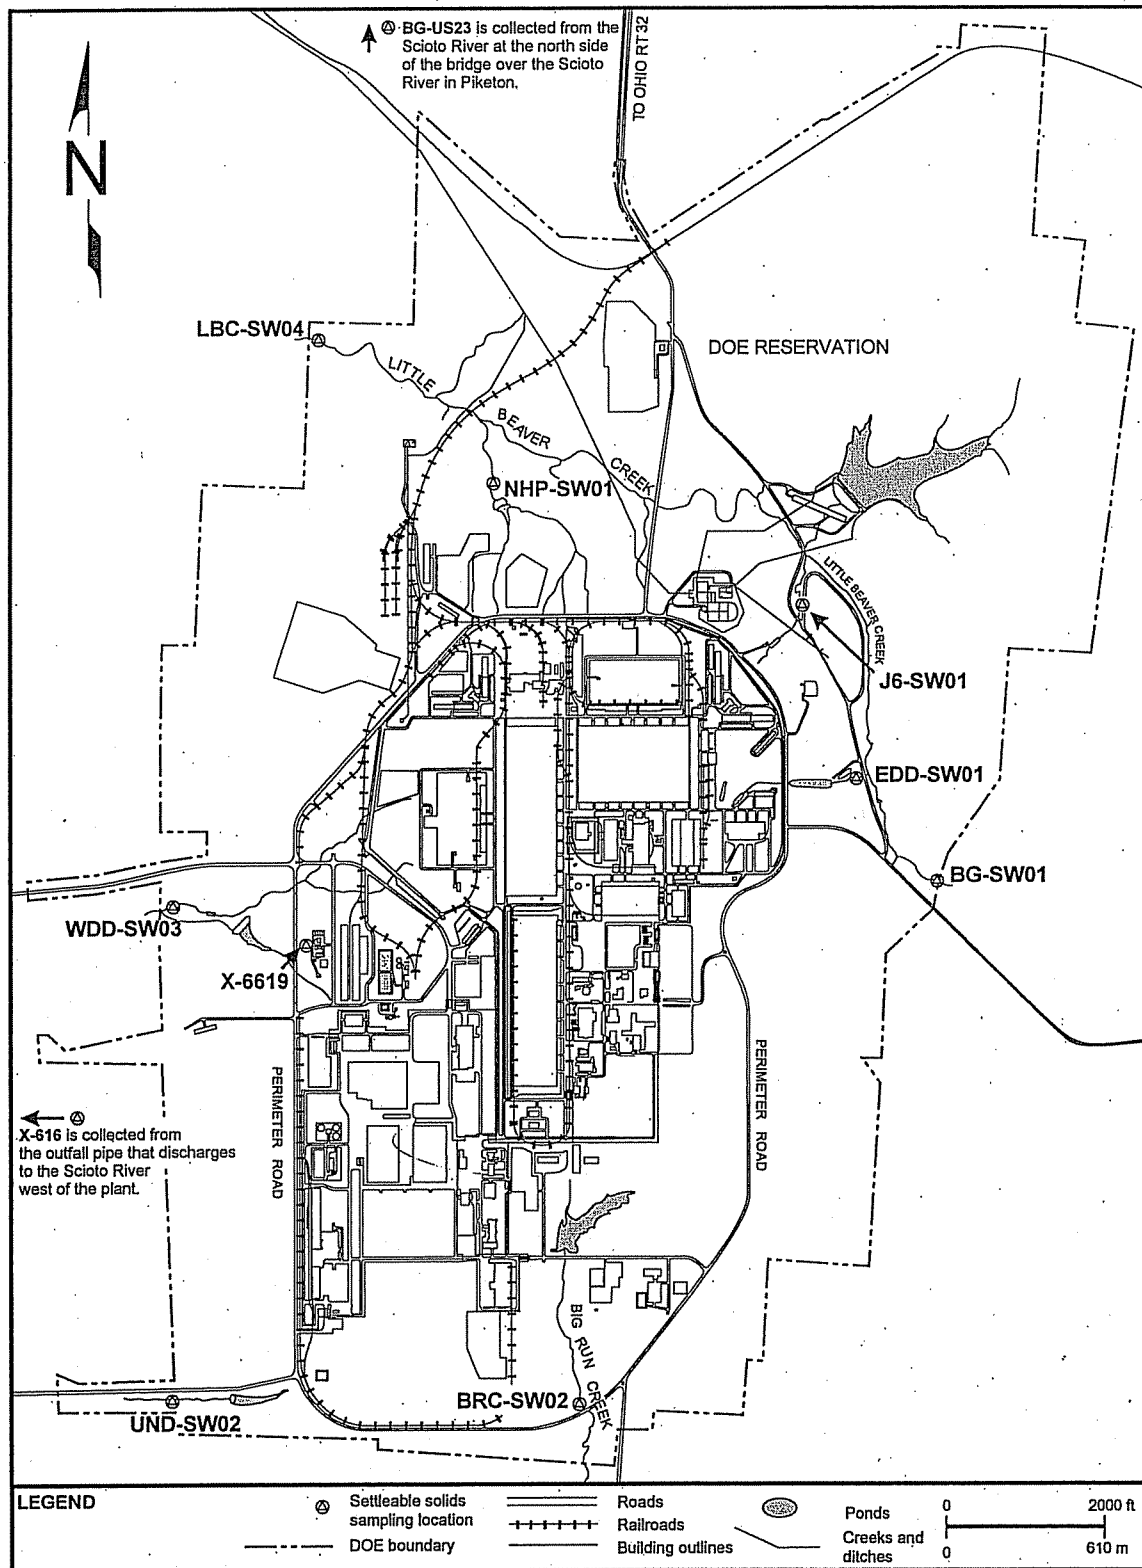 BG-US23 is collected from the
Scioto River at the north side
of the bridge over the Scioto
River in Piketon.
TO OHIO RT 32
N
LBC-SW04
DOE RESERVATION
LITTLE
BEAVER
CREEK
NHP-SW01
LITTLE BEAVER CREEK
J6-SW01
EDD-SW01
BG-SW01
WDD-SW03
X-6619
PERIMETER ROAD
PERIMETER ROAD
X-616 is collected from
the outfall pipe that discharges
to the Scioto River
west of the plant.
BIG RUN
CREEK
BRC-SW02
UND-SW02
LEGEND
Settleable solids
sampling location
DOE boundary
Roads
Railroads
Building outlines
Ponds
Creeks and
ditches
0 2000 ft
0 610 m